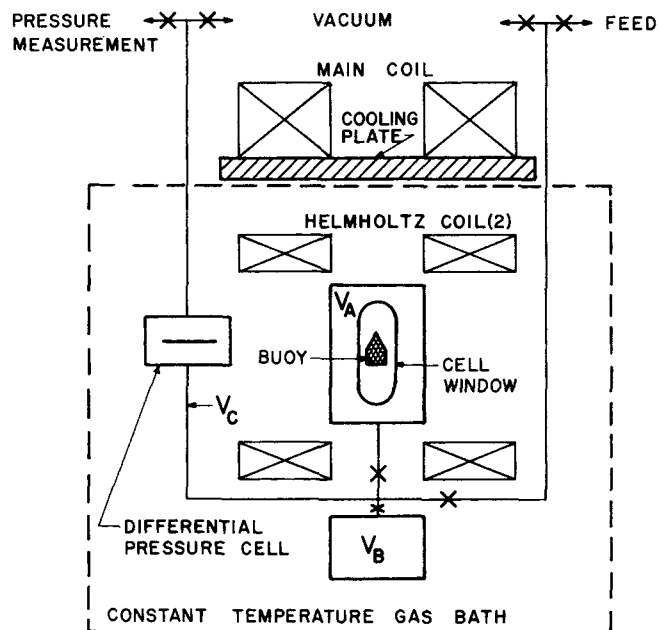 PRESSURE
MEASUREMENT
VACUUM
FEED
MAIN COIL
COOLING
PLATE
HELMHOLTZ COIL(2)
VA
BUOY
CELL
WINDOW
VC
DIFFERENTIAL
PRESSURE CELL
VB
CONSTANT TEMPERATURE GAS BATH